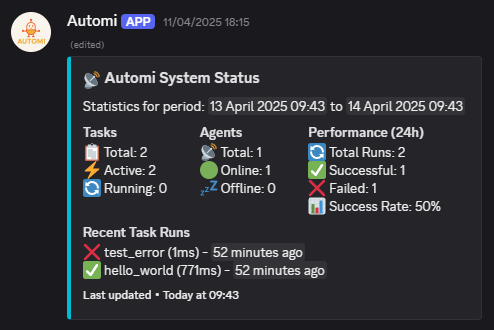 AUTOMI
Automi APP 11/04/2025 18:15
(edited)
Automi System Status
Statistics for period: 13 April 2025 09:43 to 14 April 2025 09:43
Tasks
Total: 2
Active: 2
Running: 0
Agents
Total: 1
Online: 1
Offline: 0
Performance (24h)
Total Runs: 2
Successful: 1
Failed: 1
Success Rate: 50%
Recent Task Runs
test_error (1ms) - 52 minutes ago
hello_world (771ms) - 52 minutes ago
Last updated • Today at 09:43